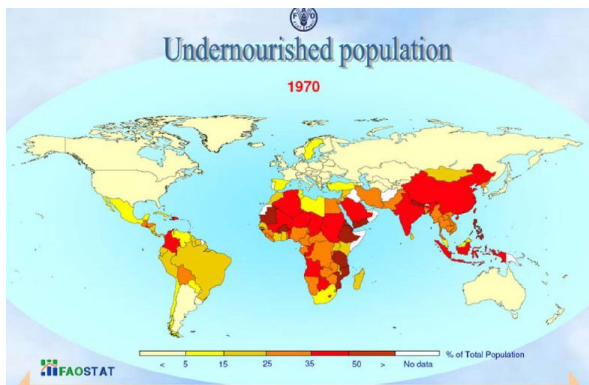 F O
Undernourished population
1970
< 5 15 25 35 50 > No data % of Total Population
FAOSTAT